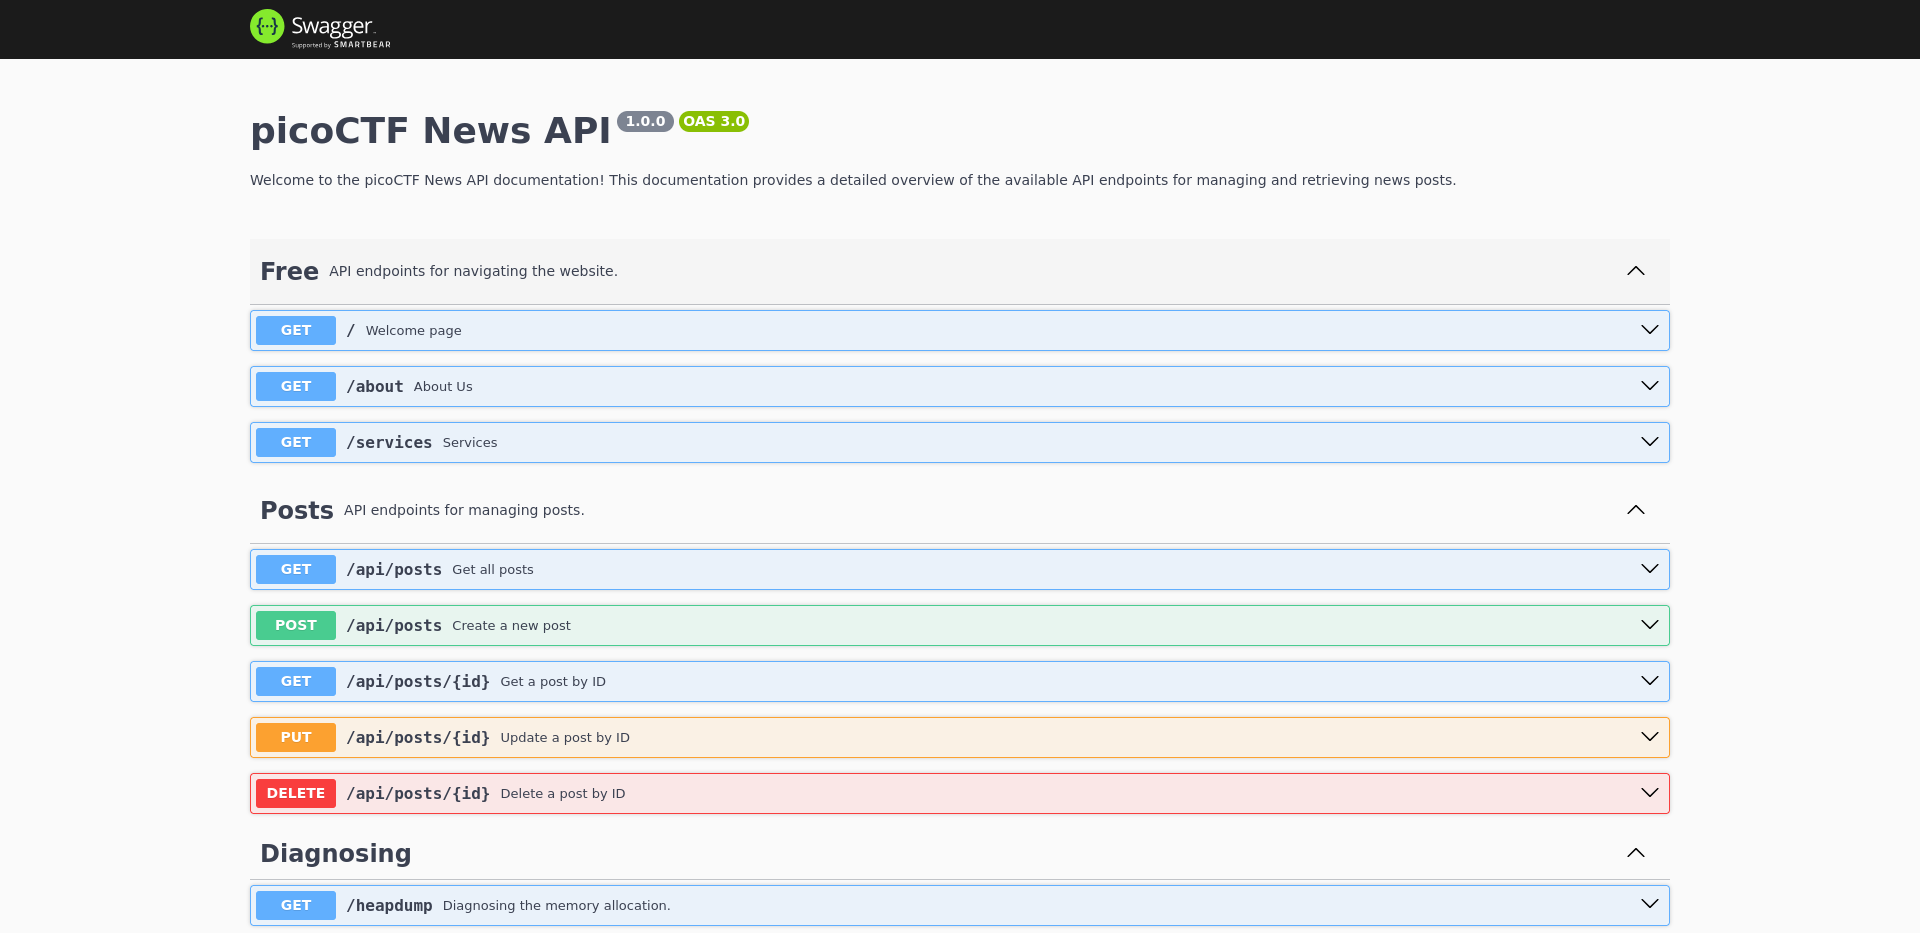 Swagger
Supported by SMARTBEAR
picoCTF News API 1.0.0 OAS 3.0
Welcome to the picoCTF News API documentation! This documentation provides a detailed overview of the available API endpoints for managing and retrieving news posts.
Free API endpoints for navigating the website.
GET / Welcome page
GET /about About Us
GET /services Services
Posts API endpoints for managing posts.
GET /api/posts Get all posts
POST /api/posts Create a new post
GET /api/posts/{id} Get a post by ID
PUT /api/posts/{id} Update a post by ID
DELETE /api/posts/{id} Delete a post by ID
Diagnosing
GET /heapdump Diagnosing the memory allocation.